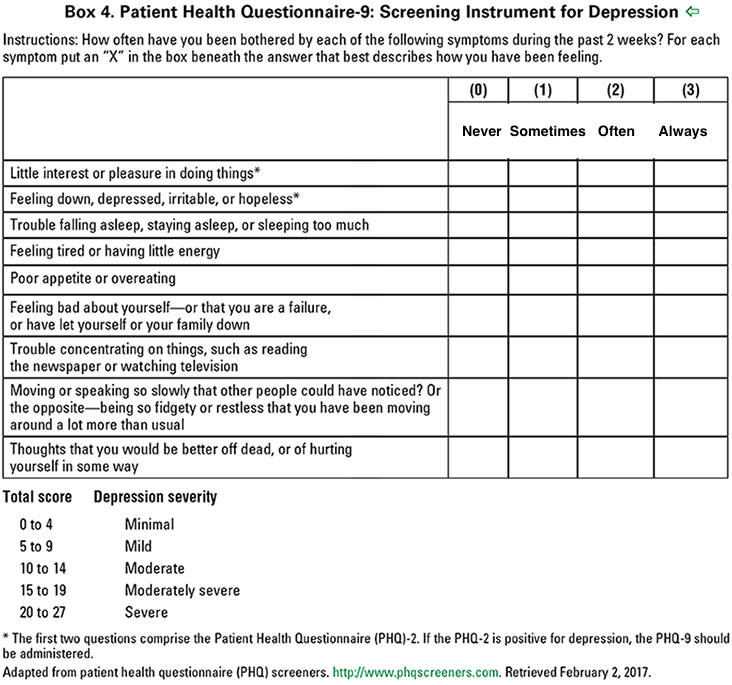 Box 4. Patient Health Questionnaire-9: Screening Instrument for Depression ⇦
Instructions: How often have you been bothered by each of the following symptoms during the past 2 weeks? For each
symptom put an “X” in the box beneath the answer that best describes how you have been feeling.
(0) (1) (2) (3)
Never Sometimes Often Always
Little interest or pleasure in doing things*
Feeling down, depressed, irritable, or hopeless*
Trouble falling asleep, staying asleep, or sleeping too much
Feeling tired or having little energy
Poor appetite or overeating
Feeling bad about yourself—or that you are a failure,
or have let yourself or your family down
Trouble concentrating on things, such as reading
the newspaper or watching television
Moving or speaking so slowly that other people could have noticed? Or
the opposite—being so fidgety or restless that you have been moving
around a lot more than usual
Thoughts that you would be better off dead, or of hurting
yourself in some way
Total score Depression severity
0 to 4 Minimal
5 to 9 Mild
10 to 14 Moderate
15 to 19 Moderately severe
20 to 27 Severe
* The first two questions comprise the Patient Health Questionnaire (PHQ)-2. If the PHQ-2 is positive for depression, the PHQ-9 should
be administered.
Adapted from patient health questionnaire (PHQ) screeners. http://www.phqscreeners.com. Retrieved February 2, 2017.